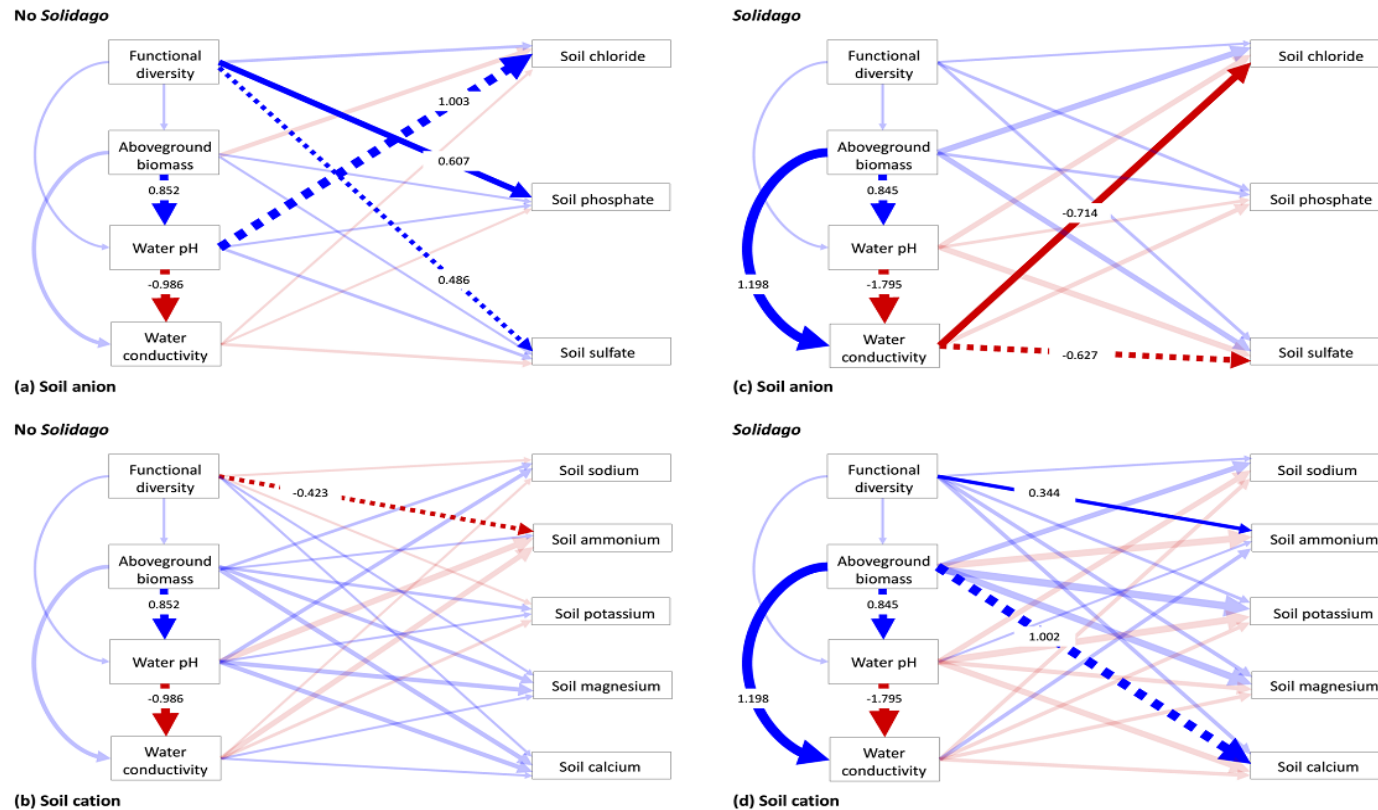 No Solidago
Functional
diversity
Aboveground
biomass
0.852
Water pH
-0.986
Water
conductivity
1.003
0.607
0.486
Soil chloride
Soil phosphate
Soil sulfate
(a) Soil anion
Solidago
Functional
diversity
Aboveground
biomass
0.845
Water pH
1.198
-1.795
Water
conductivity
-0.714
-0.627
Soil chloride
Soil phosphate
Soil sulfate
(c) Soil anion
No Solidago
Functional
diversity
Aboveground
biomass
0.852
Water pH
-0.986
Water
conductivity
-0.423
Soil sodium
Soil ammonium
Soil potassium
Soil magnesium
Soil calcium
(b) Soil cation
Solidago
Functional
diversity
Aboveground
biomass
0.845
Water pH
1.198
-1.795
Water
conductivity
0.344
1.002
Soil sodium
Soil ammonium
Soil potassium
Soil magnesium
Soil calcium
(d) Soil cation